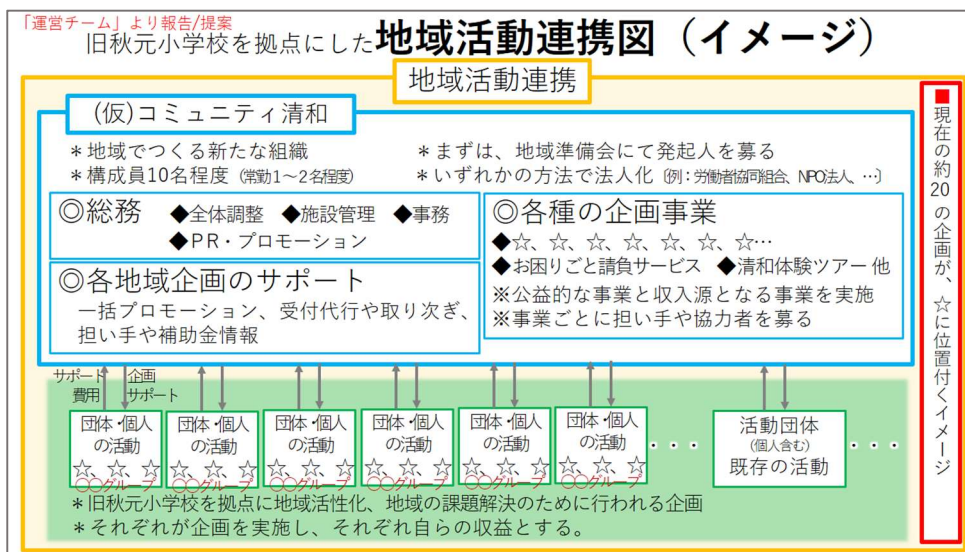 「運営チーム」より報告/提案
旧秋元小学校を拠点にした地域活動連携図（イメージ）
地域活動連携
(仮)コミュニティ清和
＊地域でつくる新たな組織
＊構成員10名程度（常勤1～2名程度）
＊まずは、地域準備会にて発起人を募る
＊いずれかの方法で法人化〔例：労働者協同組合、NPO法人、…〕
◎総務 ◆全体調整 ◆施設管理 ◆事務
◆PR・プロモーション
◎各地域企画のサポート
一括プロモーション、受付代行や取り次ぎ、
担い手や補助金情報
◎各種の企画事業
◆☆、☆、☆、☆、☆、☆、☆…
◆お困りごと請負サービス ◆清和体験ツアー 他
※公益的な事業と収入源となる事業を実施
※事業ごとに担い手や協力者を募る
サポート費用
企画サポート
団体・個人
の活動
☆、☆、☆
〇〇グループ
団体・個人
の活動
☆、☆、☆
〇〇グループ
団体・個人
の活動
☆、☆、☆
〇〇グループ
団体・個人
の活動
☆、☆、☆
〇〇グループ
団体・個人
の活動
☆、☆、☆
〇〇グループ
団体・個人
の活動
☆、☆、☆
〇〇グループ
・・・
活動団体
(個人含む)
既存の活動
・・・
＊旧秋元小学校を拠点に地域活性化、地域の課題解決のために行われる企画
＊それぞれが企画を実施し、それぞれ自らの収益とする。
■現在の約20の企画が、☆に位置付くイメージ